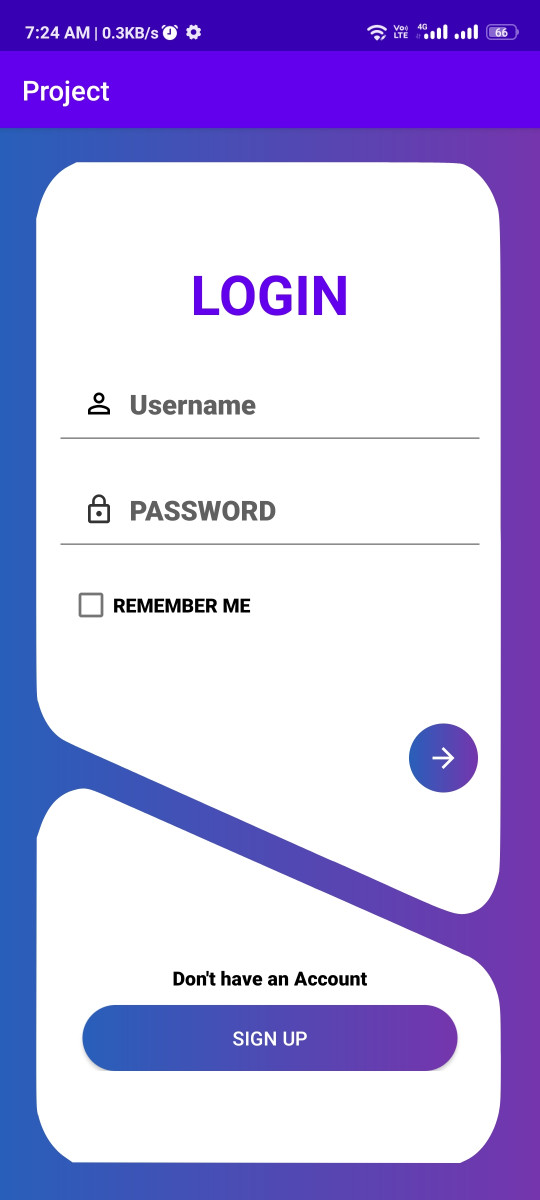 7:24 AM | 0.3KB/s
Vo) LTE 4G 66
Project
LOGIN
Username
PASSWORD
REMEMBER ME
Don't have an Account
SIGN UP